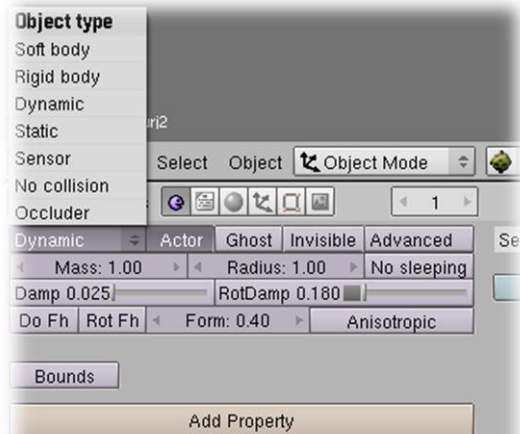 Object type
Soft body
Rigid body
Dynamic
Static
Sensor
No collision
Occluder
Select Object Object Mode
1
Dynamic Actor Ghost Invisible Advanced
Mass: 1.00 Radius: 1.00 No sleeping
Damp 0.025 RotDamp 0.180
Do Fh Rot Fh Form: 0.40 Anisotropic
Bounds
Add Property